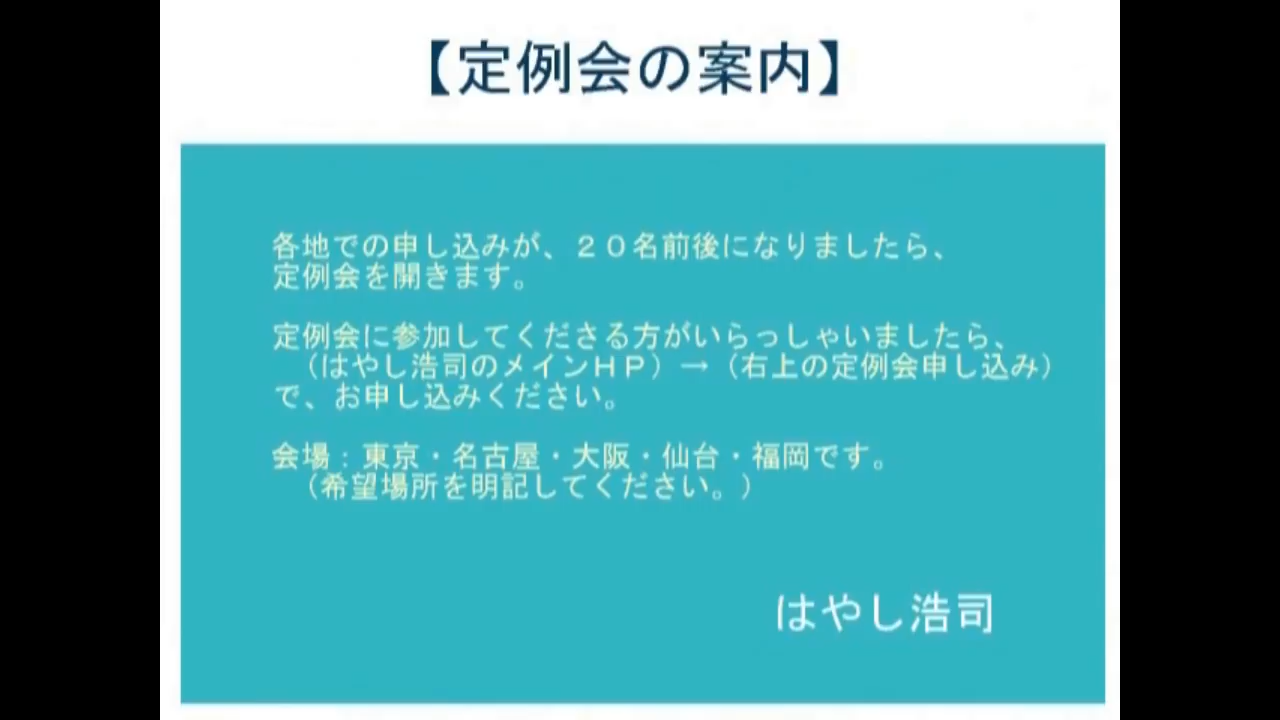 【定例会の案内】
各地での申し込みが、２０名前後になりましたら、
定例会を開きます。
定例会に参加してくださる方がいらっしゃいましたら、
（はやし浩司のメインＨＰ）→（右上の定例会申し込み）
で、お申し込みください。
会場：東京・名古屋・大阪・仙台・福岡です。
（希望場所を明記してください。）
はやし浩司